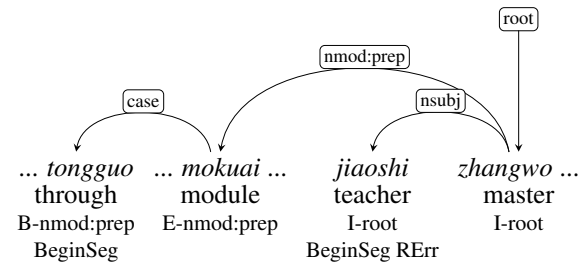 root
nmod:prep
case
nsubj
... tongguo ... mokuai ... jiaoshi zhangwo ...
through module teacher master
B-nmod:prep E-nmod:prep I-root I-root
BeginSeg BeginSeg RErr